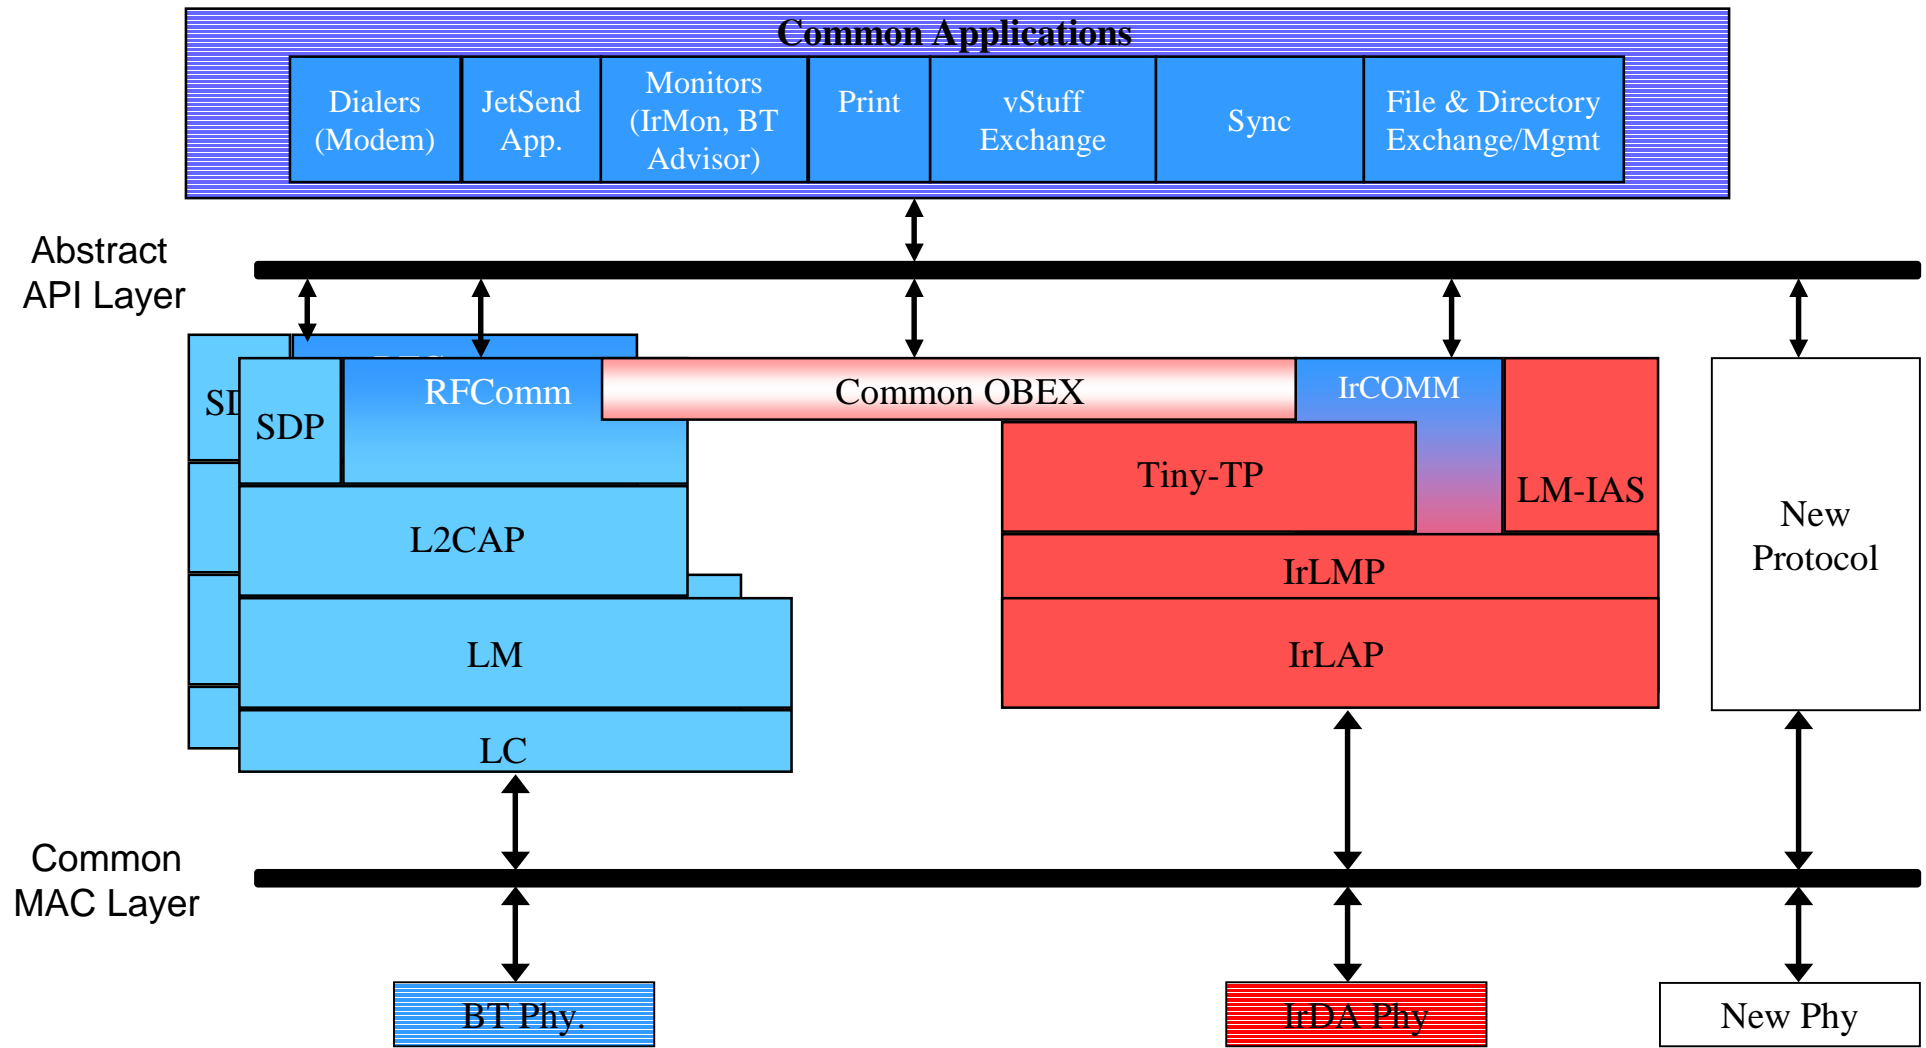 Common Applications
Dialers
(Modem)
JetSend
App.
Monitors
(IrMon, BT
Advisor)
Print
vStuff
Exchange
Sync
File & Directory
Exchange/Mgmt
Abstract
API Layer
SDP
RFComm
Common OBEX
IrCOMM
Tiny-TP
LM-IAS
New
Protocol
L2CAP
IrLMP
LM
IrLAP
LC
Common
MAC Layer
BT Phy.
IrDA Phy
New Phy